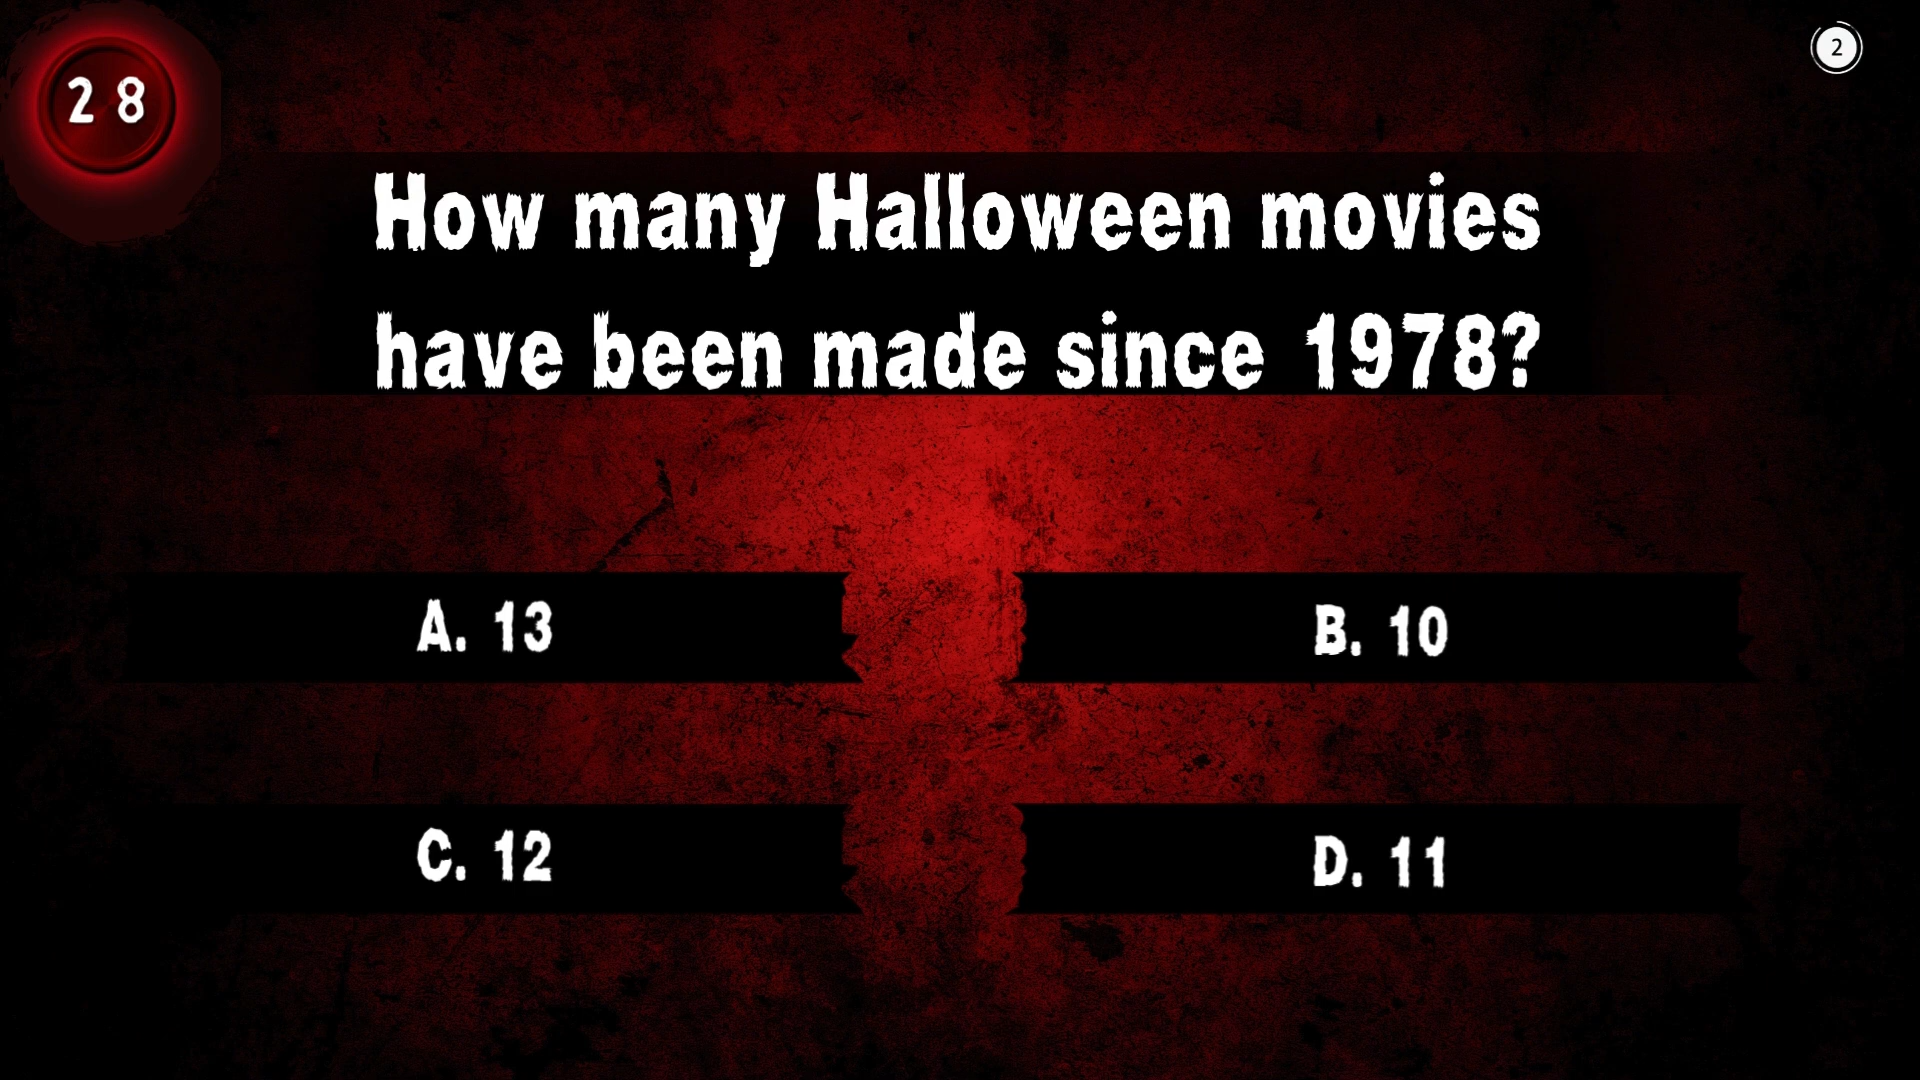 28
2
How many Halloween movies
have been made since 1978?
A. 13
B. 10
C. 12
D. 11